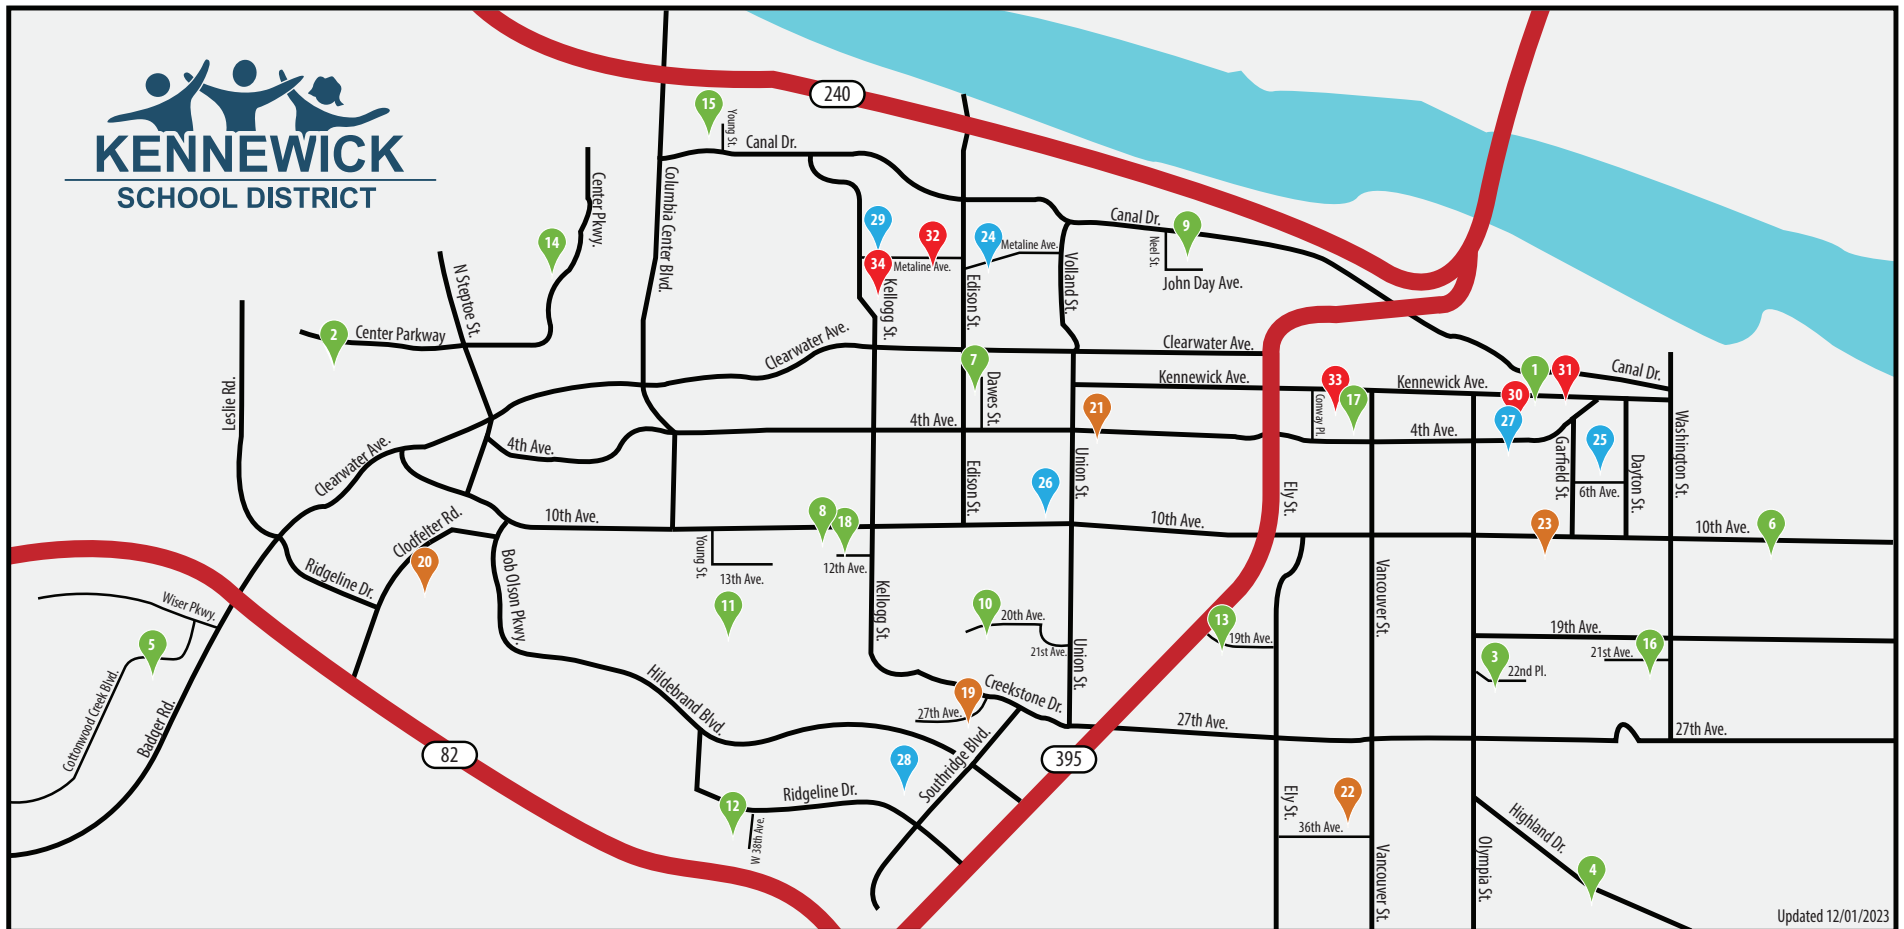 KENNEWICK
SCHOOL DISTRICT
240
15
Young St.
Canal Dr.
Center Pkwy.
Columbia Center Blvd.
14
29
32
24
Metaline Ave.
34
Metaline Ave.
Canal Dr.
9
Neel St.
John Day Ave.
N Steptoe St.
Kellogg St.
Edison St.
Volland St.
2
Center Parkway
Clearwater Ave.
7
Dawes St.
Clearwater Ave.
Kennewick Ave.
33
17
Conway Pl.
Kennewick Ave.
1
31
30
Canal Dr.
Leslie Rd.
21
4th Ave.
4th Ave.
27
25
Garfield St.
Dayton St.
Washington St.
4th Ave.
Clearwater Ave.
Edison St.
Union St.
26
Ely St.
6th Ave.
10th Ave.
8
18
10th Ave.
23
10th Ave.
6
Clodfelter Rd.
20
Ridgeline Dr.
Bob Olson Pkwy
Young St.
13th Ave.
12th Ave.
11
Kellogg St.
10
20th Ave.
21st Ave.
Union St.
13
19th Ave.
Vancouver St.
19th Ave.
16
21st Ave.
3
22nd Pl.
Wiser Pkwy.
5
Cottonwood Creek Blvd.
Badger Rd.
Hildebrand Blvd.
19
27th Ave.
Creekstone Dr.
27th Ave.
27th Ave.
82
28
Southridge Blvd.
395
12
Ridgeline Dr.
W 38th Ave.
Ely St.
22
36th Ave.
Vancouver St.
Olympia St.
Highland Dr.
4
Updated 12/01/2023